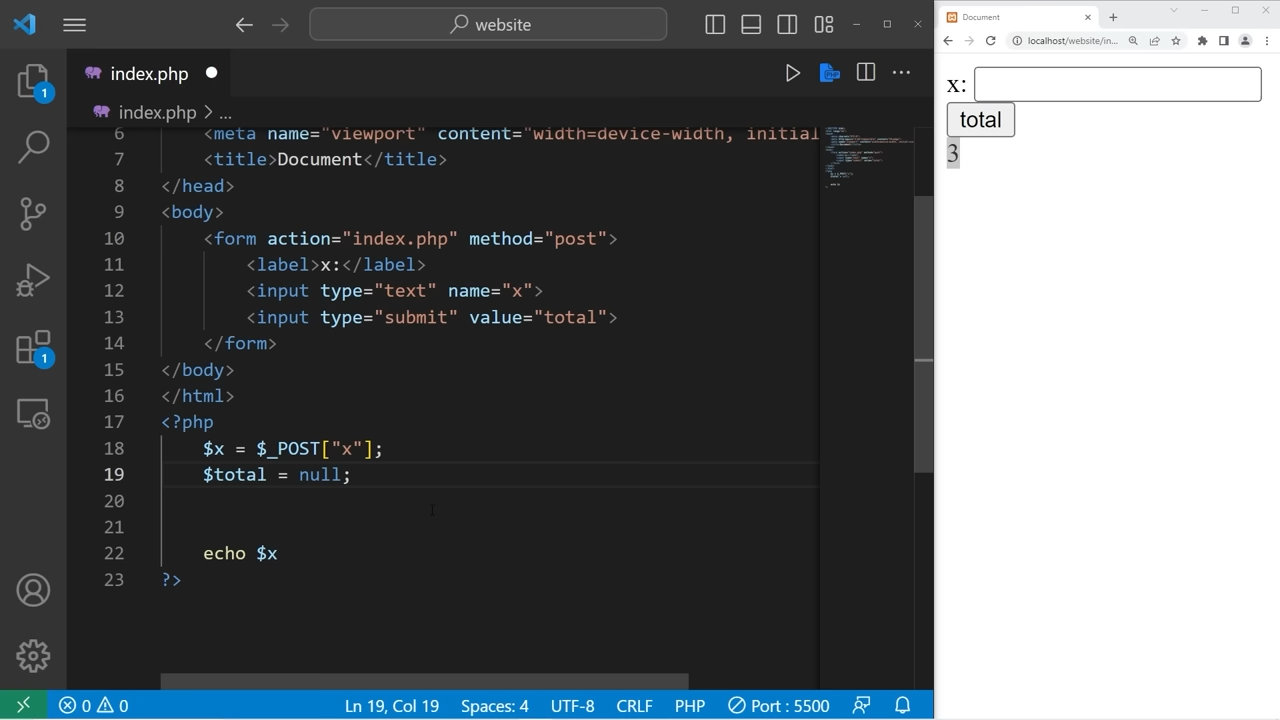 website
index.php
index.php > ...
6 <meta name="viewport" content="width=device-width, initial
7 <title>Document</title>
8 </head>
9 <body>
10 <form action="index.php" method="post">
11 <label>x:</label>
12 <input type="text" name="x">
13 <input type="submit" value="total">
14 </form>
15 </body>
16 </html>
17 <?php
18 $x = $_POST["x"];
19 $total = null;
20
21
22 echo $x
23 ?>
1
1
0 0 Ln 19, Col 19 Spaces: 4 UTF-8 CRLF PHP Port : 5500
Document
localhost/website/in...
x:
total
3